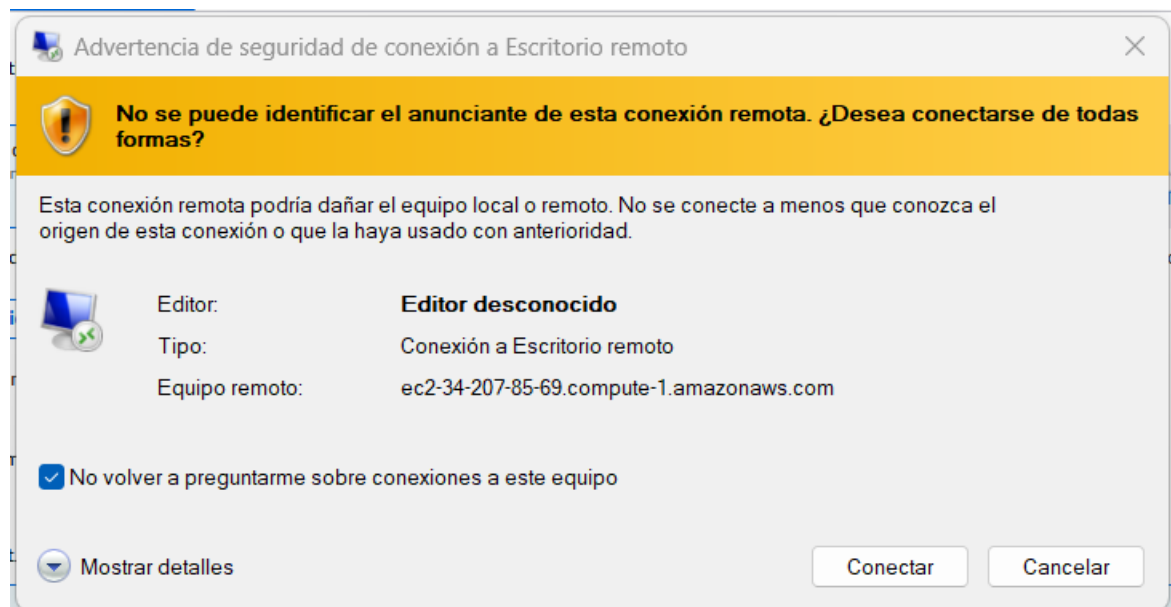 Advertencia de seguridad de conexión a Escritorio remoto
No se puede identificar el anunciante de esta conexión remota. ¿Desea conectarse de todas
formas?
Esta conexión remota podría dañar el equipo local o remoto. No se conecte a menos que conozca el
origen de esta conexión o que la haya usado con anterioridad.
Editor: Editor desconocido
Tipo: Conexión a Escritorio remoto
Equipo remoto: ec2-34-207-85-69.compute-1.amazonaws.com
No volver a preguntarme sobre conexiones a este equipo
Mostrar detalles Conectar Cancelar